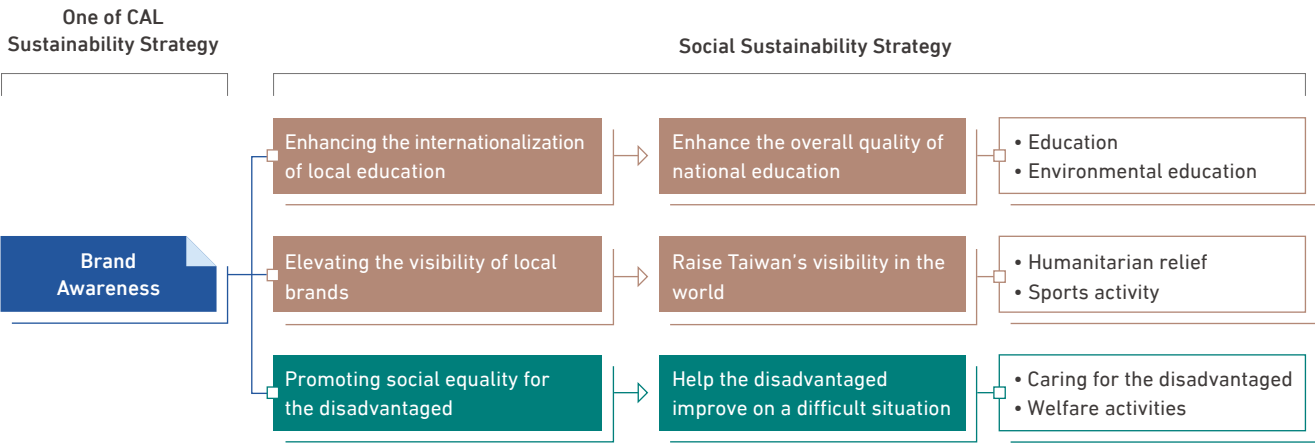 One of CAL
Sustainability Strategy
Social Sustainability Strategy
Brand
Awareness
Enhancing the internationalization
of local education
Enhance the overall quality of
national education
• Education
• Environmental education
Elevating the visibility of local
brands
Raise Taiwan's visibility in the
world
• Humanitarian relief
• Sports activity
Promoting social equality for
the disadvantaged
Help the disadvantaged
improve on a difficult situation
• Caring for the disadvantaged
• Welfare activities